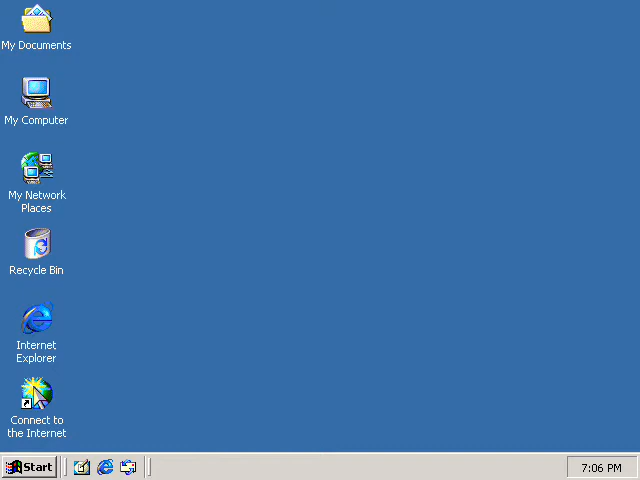 My Documents
My Computer
My Network
Places
Recycle Bin
Internet
Explorer
Connect to
the Internet
Start
7:06 PM